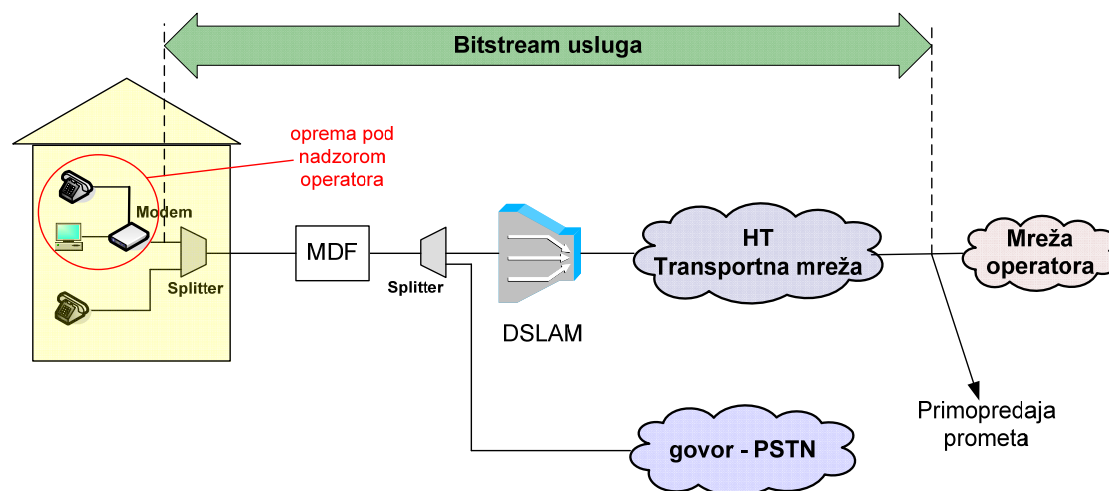 Bitstream usluga
oprema pod
nadzorom
operatora
Modem
Splitter
MDF
Splitter
DSLAM
HT
Transportna mreža
Mreža
operatora
Primopredaja
prometa
govor - PSTN